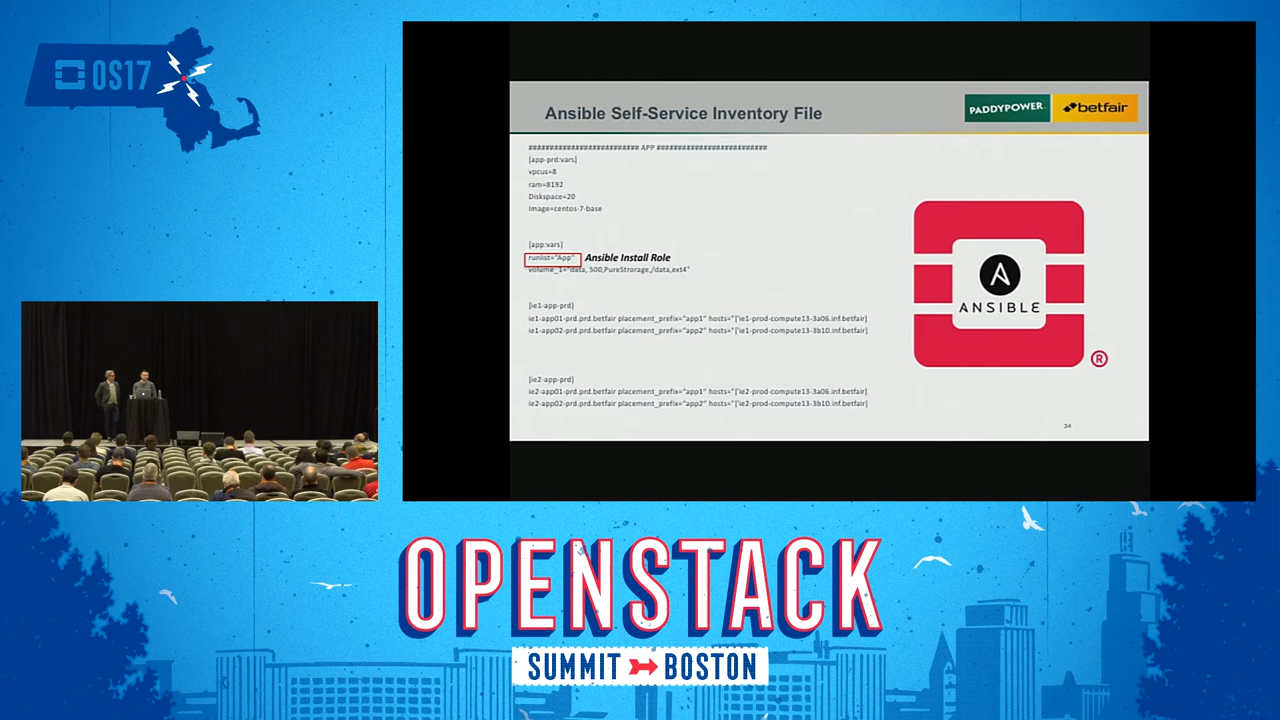 OS17
Ansible Self-Service Inventory File
PADDYPOWER.
betfair
######################### APP #########################
[app-prd:vars]
vpcus=8
ram=8192
Diskspace=20
Image=centos-7-base
[app:vars]
runlist="App" Ansible Install Role
volume_1="data, 500,PureStrorage,/data,ext4"
[ie1-app-prd]
ie1-app01-prd.prd.betfair placement_prefix="app1" hosts="[ie1-prod-compute13-3a06.inf.betfair]
ie1-app02-prd.prd.betfair placement_prefix="app2" hosts="[ie1-prod-compute13-3b10.inf.betfair]
[ie2-app-prd]
ie2-app01-prd.prd.betfair placement_prefix="app1" hosts="[ie2-prod-compute13-3a06.inf.betfair]
ie2-app02-prd.prd.betfair placement_prefix="app2" hosts="[ie2-prod-compute13-3b10.inf.betfair]
A
ANSIBLE
®
34
OPENSTACK
SUMMIT BOSTON